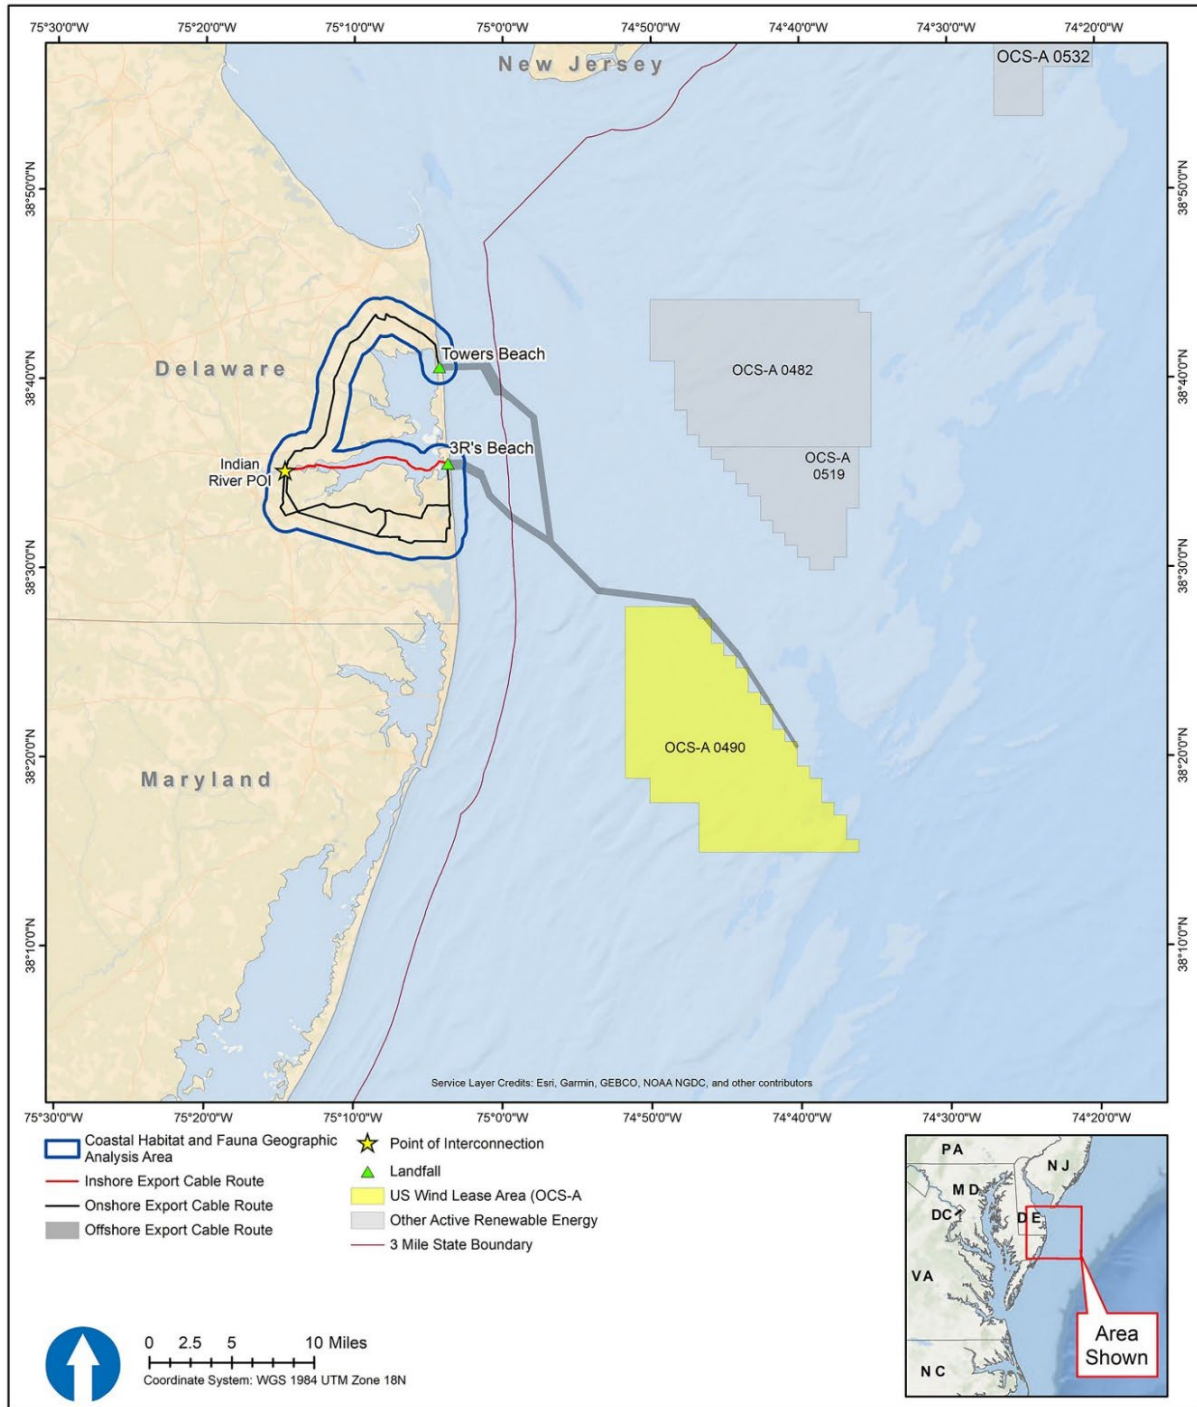 75°30'0"W 75°20'0"W 75°10'0"W 75°0'0"W 74°50'0"W 74°40'0"W 74°30'0"W 74°20'0"W
New Jersey
OCS-A 0532
38°50'0"N
38°50'0"N
Towers Beach
Delaware
OCS-A 0482
38°40'0"N
38°40'0"N
3R's Beach
Indian
River POI
OCS-A
0519
38°30'0"N
38°30'0"N
OCS-A 0490
38°20'0"N
38°20'0"N
Maryland
38°10'0"N
38°10'0"N
Service Layer Credits: Esri, Garmin, GEBCO, NOAA NGDC, and other contributors
75°30'0"W 75°20'0"W 75°10'0"W 75°0'0"W 74°50'0"W 74°40'0"W 74°30'0"W 74°20'0"W
Coastal Habitat and Fauna Geographic
Analysis Area
Inshore Export Cable Route
Onshore Export Cable Route
Offshore Export Cable Route
Point of Interconnection
Landfall
US Wind Lease Area (OCS-A
Other Active Renewable Energy
3 Mile State Boundary
0 2.5 5 10 Miles
Coordinate System: WGS 1984 UTM Zone 18N
PA
NJ
MD
DC
DE
VA
NC
Area
Shown